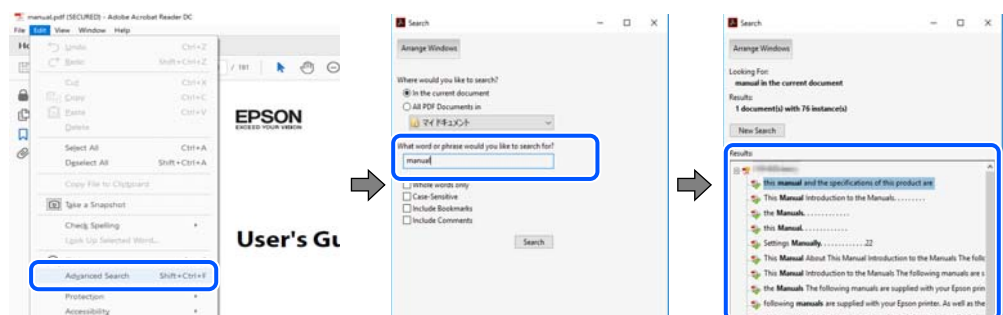 manual.pdf (SECURED) - Adobe Acrobat Reader DC
File Edit View Window Help
Undo Ctrl+Z
Redo Shift+Ctrl+Z
Cut Ctrl+X
Copy Ctrl+C
Paste Ctrl+V
Delete
Select All Ctrl+A
Deselect All Shift+Ctrl+A
Copy File to Clipboard
Take a Snapshot
Check Spelling
Look Up Selected Word...
Advanced Search Shift+Ctrl+F
Protection
Accessibility
/ 181
EPSON
EXCEED YOUR VISION
User's Gu
Search
Arrange Windows
Where would you like to search?
In the current document
All PDF Documents in
マイ ドキュメント
What word or phrase would you like to search for?
manual
Whole words only
Case-Sensitive
Include Bookmarks
Include Comments
Search
Search
Arrange Windows
Looking For:
manual in the current document
Results:
1 document(s) with 76 instance(s)
New Search
Results:
this manual and the specifications of this product are
This Manual Introduction to the Manuals. . . . . . . . .
the Manuals. . . . . . . . . . . .
this Manual. . . . . . . . . . . .
Settings Manually. . . . . . . . . . . .22
This Manual About This Manual Introduction to the Manuals The follo
This Manual Introduction to the Manuals The following manuals are s
the Manuals The following manuals are supplied with your Epson prin
following manuals are supplied with your Epson printer. As well as the